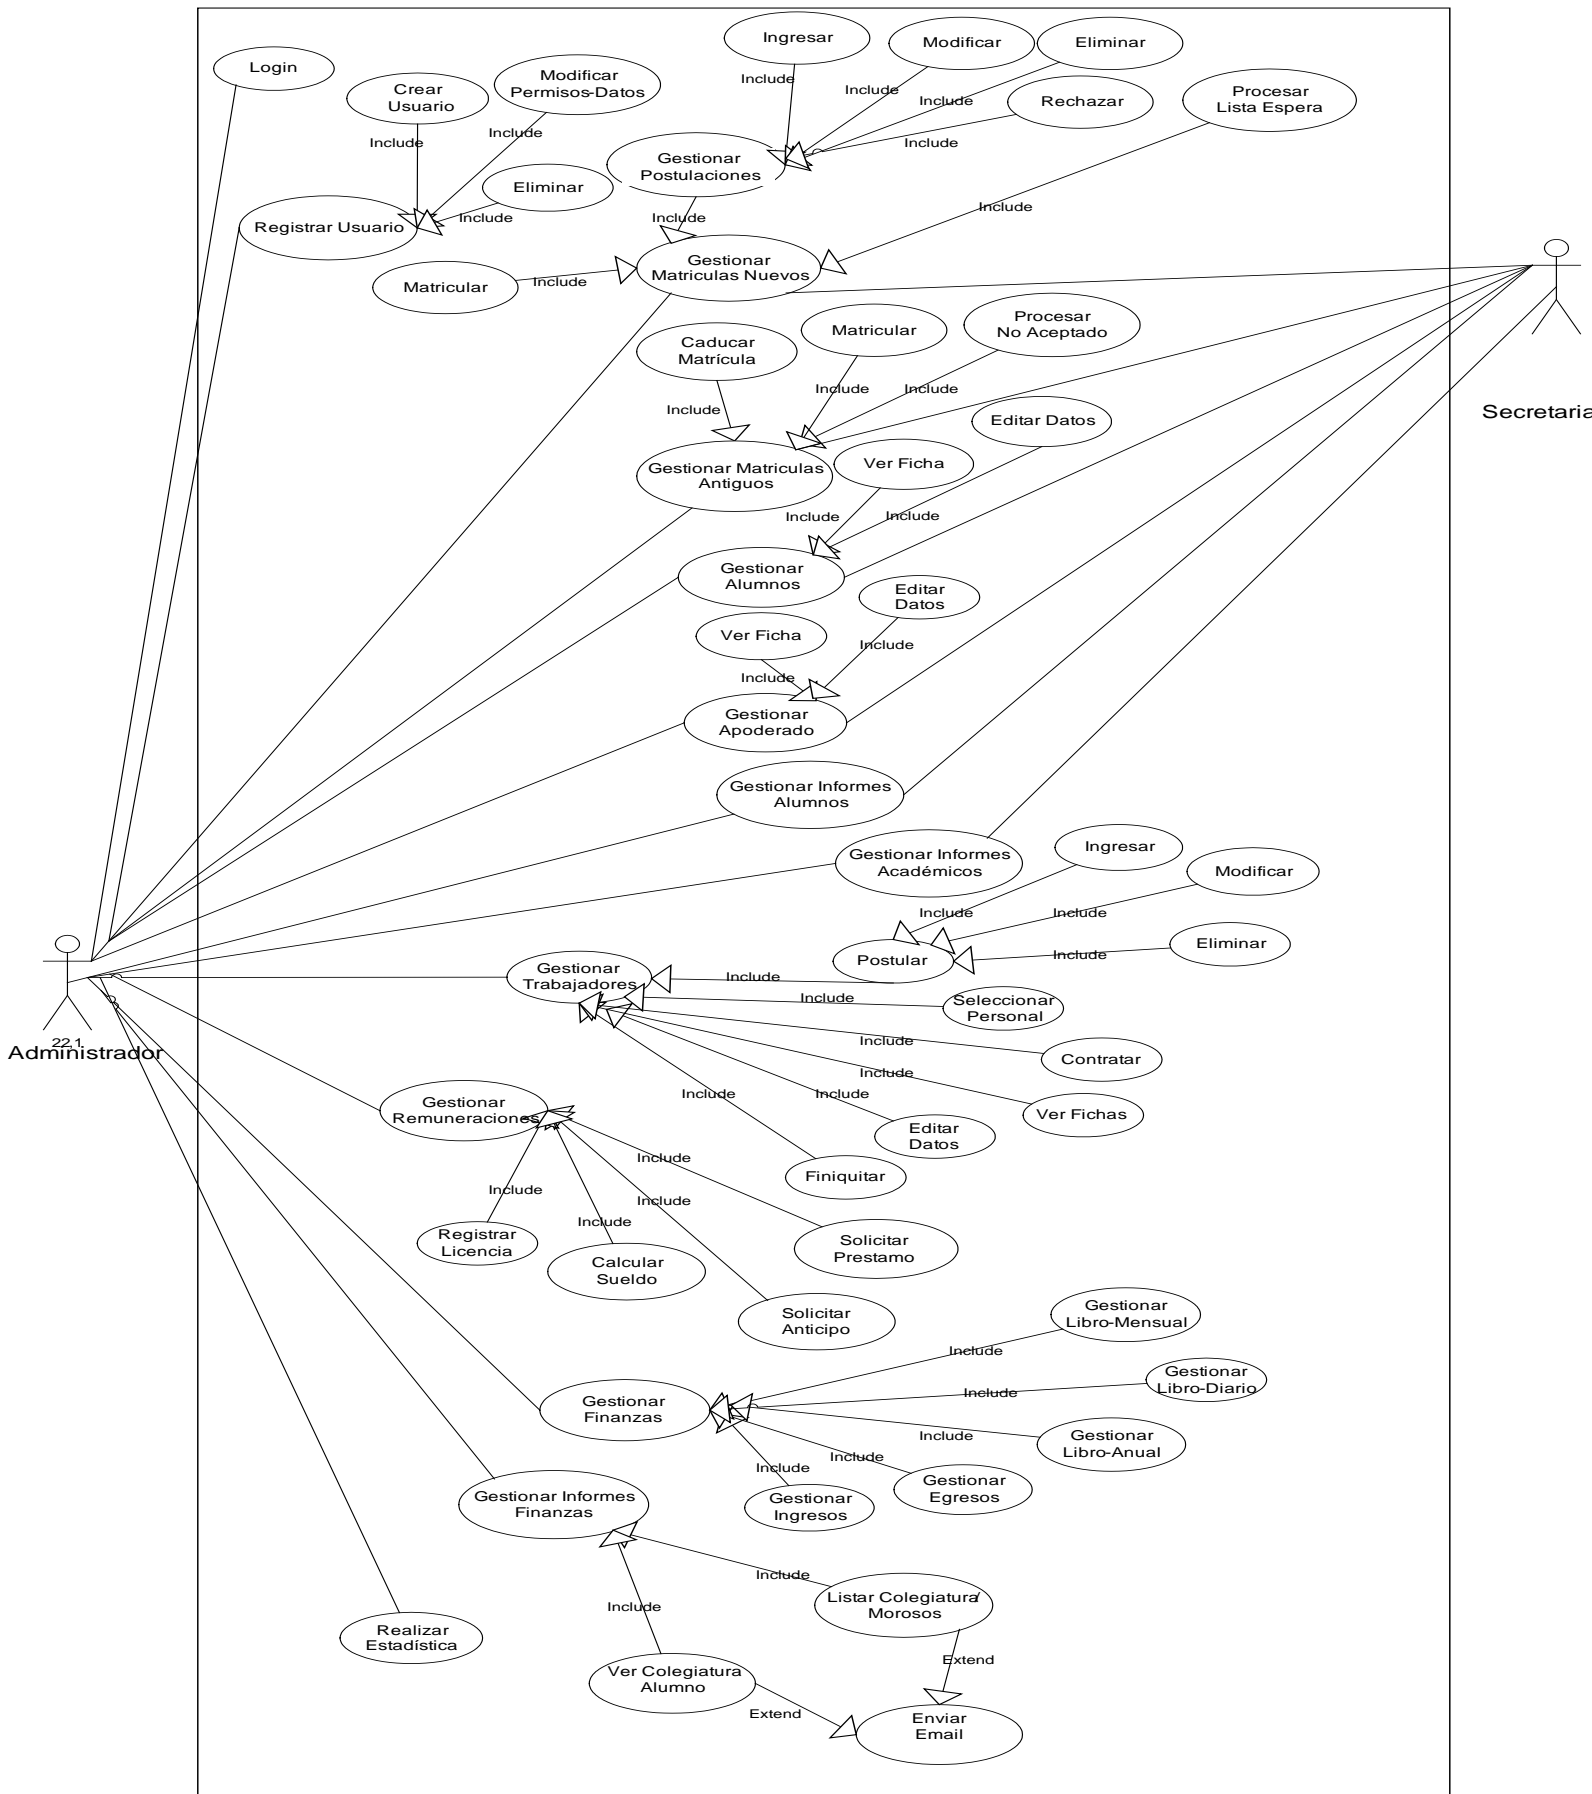 Ingresar
Modificar
Eliminar
Login
Crear
Usuario
Modificar
Permisos-Datos
Include
Include
Include
Rechazar
Procesar
Lista Espera
Include
Include
Include
Gestionar
Postulaciones
Eliminar
Include
Registrar Usuario
Include
Include
Gestionar
Matriculas Nuevos
Matricular
Include
Caducar
Matrícula
Matricular
Procesar
No Aceptado
Include
Include
Include
Secretaria
Editar Datos
Gestionar Matriculas
Antiguos
Ver Ficha
Include
Include
Gestionar
Alumnos
Editar
Datos
Ver Ficha
Include
Include
Gestionar
Apoderado
Gestionar Informes
Alumnos
Gestionar Informes
Académicos
Ingresar
Modificar
Include
Include
Eliminar
Include
Postular
Gestionar
Trabajadores
Include
Include
Seleccionar
Personal
22,1
Administrador
Include
Contratar
Include
Include
Include
Ver Fichas
Gestionar
Remuneraciones
Editar
Datos
Include
Finiquitar
Include
Include
Include
Registrar
Licencia
Calcular
Sueldo
Solicitar
Prestamo
Solicitar
Anticipo
Gestionar
Libro-Mensual
Include
Gestionar
Libro-Diario
Include
Gestionar
Finanzas
Include
Gestionar
Libro-Anual
Include
Include
Gestionar
Egresos
Gestionar
Ingresos
Gestionar Informes
Finanzas
Include
Include
Listar Colegiatura/
Morosos
Realizar
Estadística
Extend
Ver Colegiatura
Alumno
Extend
Enviar
Email